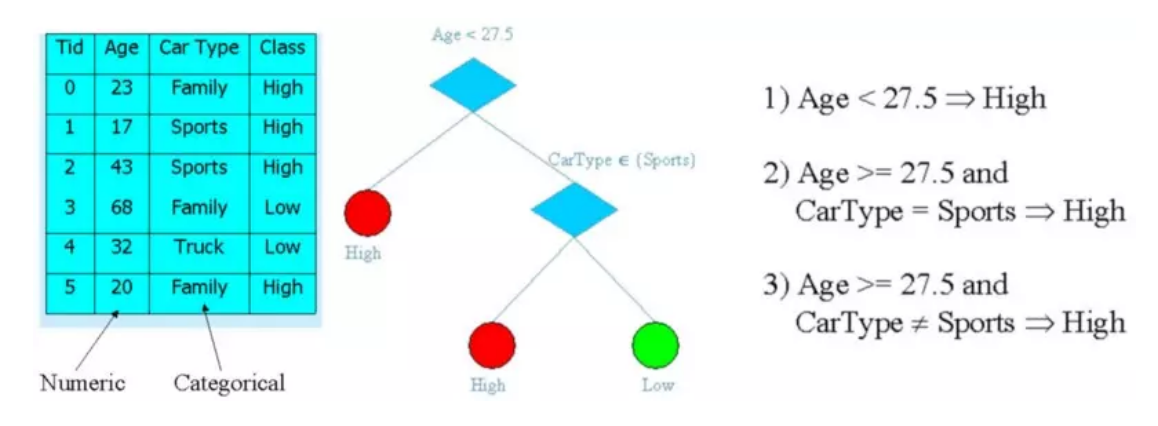 Tid Age Car Type Class
0 23 Family High
1 17 Sports High
2 43 Sports High
3 68 Family Low
4 32 Truck Low
5 20 Family High
Numeric Categorical
Age < 27.5
CarType ∈ (Sports)
High
High Low
1) Age < 27.5 ⇒ High
2) Age >= 27.5 and
CarType = Sports ⇒ High
3) Age >= 27.5 and
CarType ≠ Sports ⇒ High